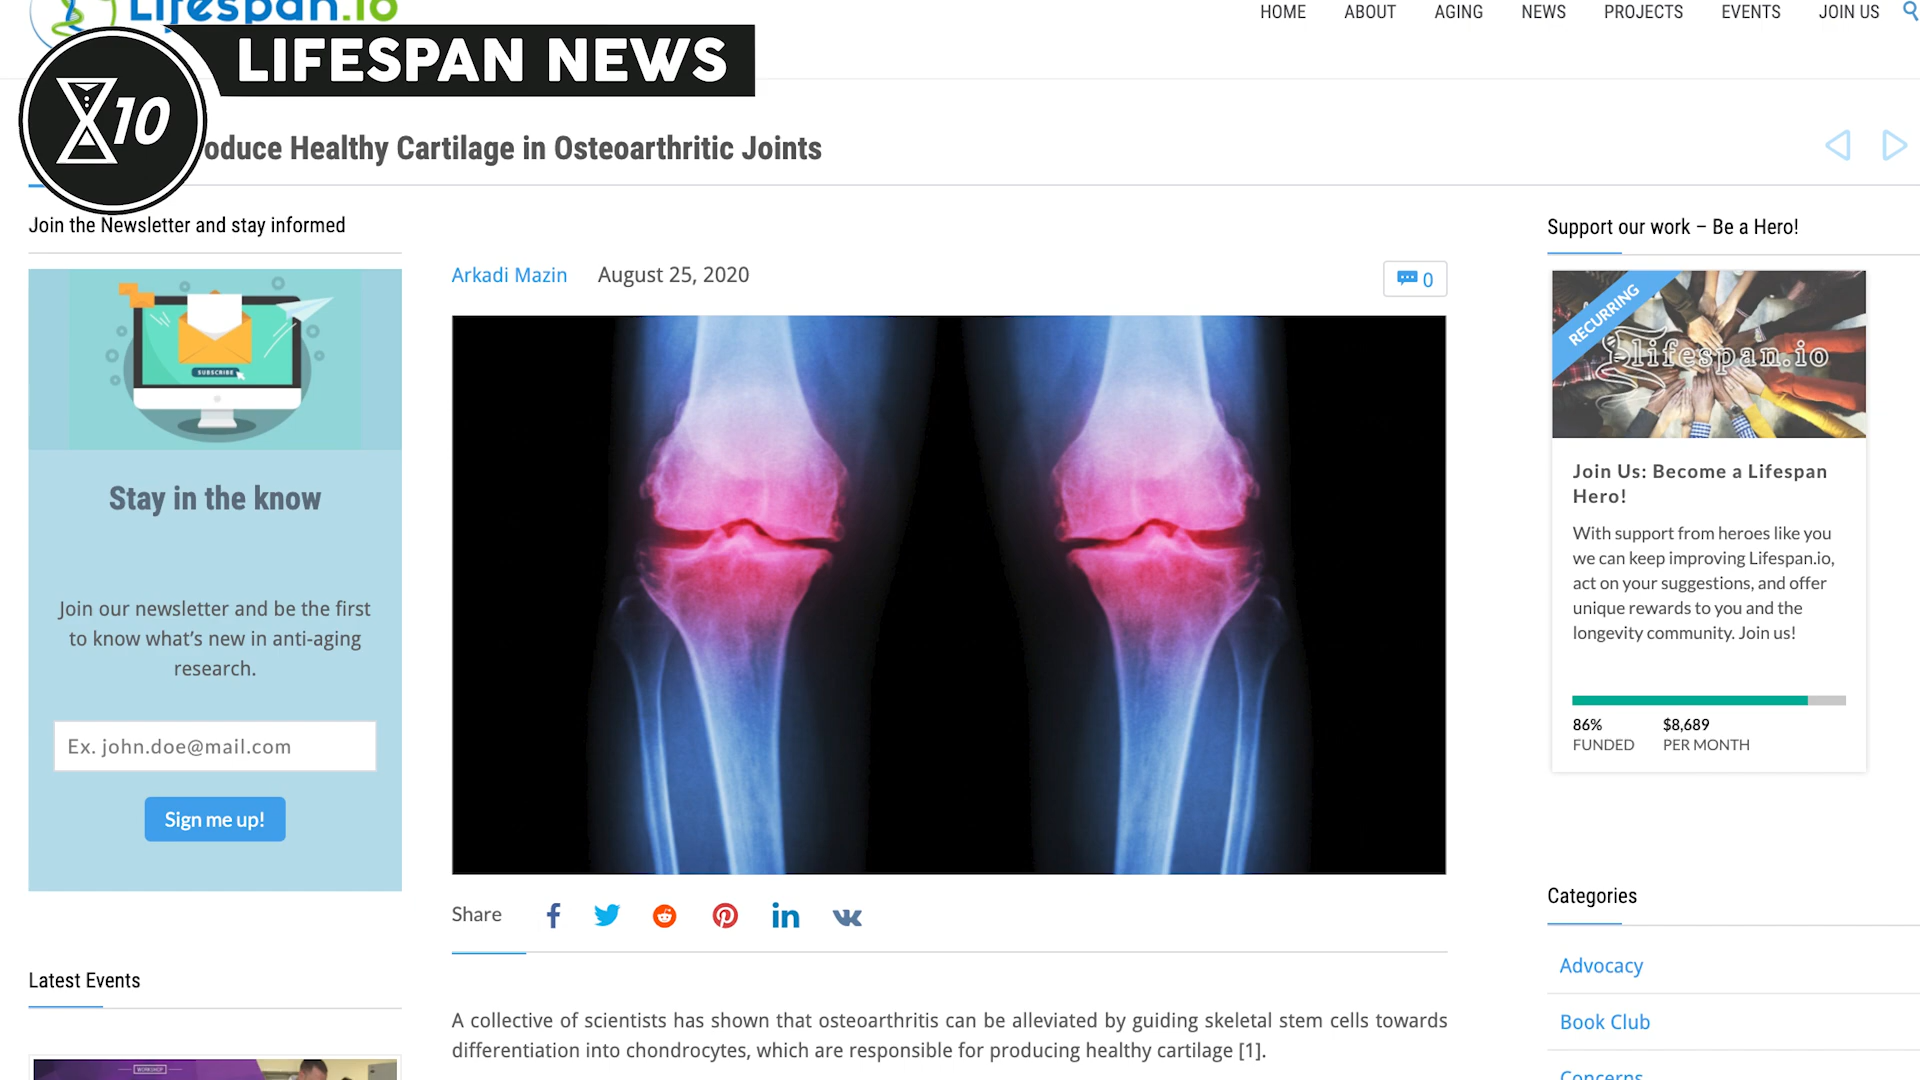 Lifespan.io
HOME ABOUT AGING NEWS PROJECTS EVENTS JOIN US
LIFESPAN NEWS
X10
oduce Healthy Cartilage in Osteoarthritic Joints
Join the Newsletter and stay informed
SUBSCRIBE
Stay in the know
Join our newsletter and be the first
to know what's new in anti-aging
research.
Ex. john.doe@mail.com
Sign me up!
Latest Events
WORKSHOP
Arkadi Mazin August 25, 2020
0
Share
A collective of scientists has shown that osteoarthritis can be alleviated by guiding skeletal stem cells towards
differentiation into chondrocytes, which are responsible for producing healthy cartilage [1].
Support our work – Be a Hero!
RECURRING
lifespan.io
Join Us: Become a Lifespan
Hero!
With support from heroes like you
we can keep improving Lifespan.io,
act on your suggestions, and offer
unique rewards to you and the
longevity community. Join us!
86% $8,689
FUNDED PER MONTH
Categories
Advocacy
Book Club
Concerns